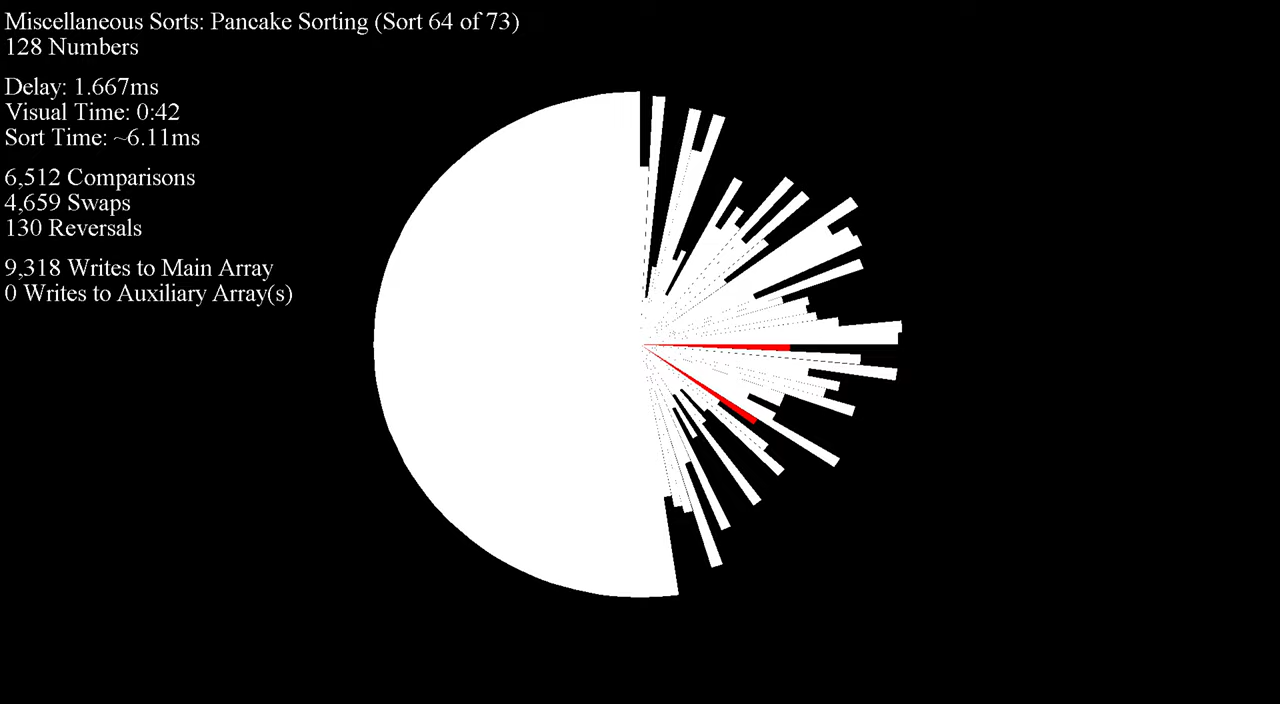 Miscellaneous Sorts: Pancake Sorting (Sort 64 of 73)
128 Numbers
Delay: 1.667ms
Visual Time: 0:42
Sort Time: ~6.11ms
6,512 Comparisons
4,659 Swaps
130 Reversals
9,318 Writes to Main Array
0 Writes to Auxiliary Array(s)